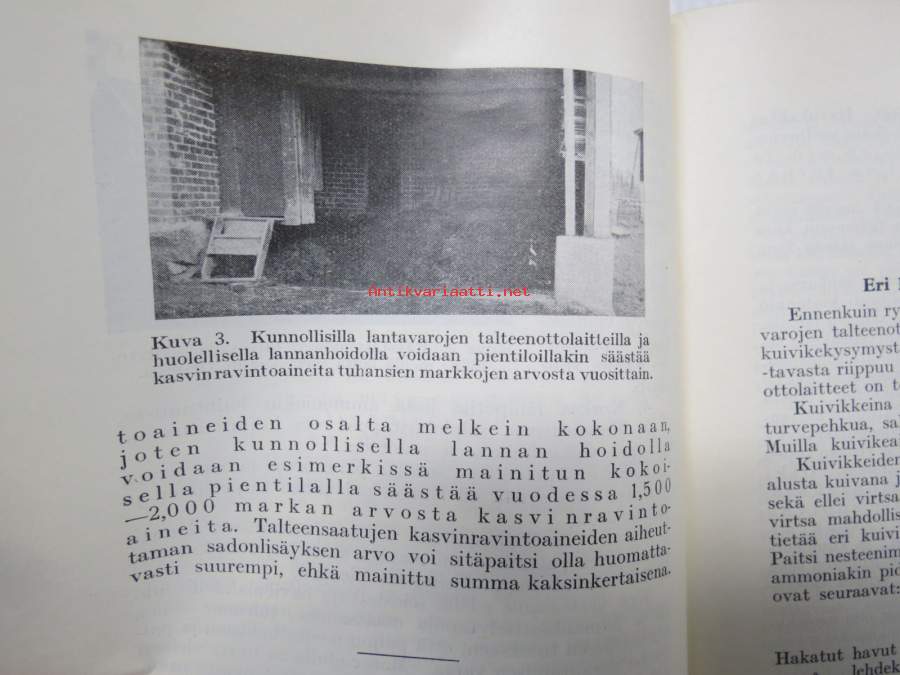 Antikvariaatti.net
Kuva 3. Kunnollisilla lantavarojen talteenottolaitteilla ja
huolellisella lannanhoidolla voidaan pientiloillakin säästää
kasvinravintoaineita tuhansien markkojen arvosta vuosittain.
toaineiden osalta melkein kokonaan,
joten kunnollisella lannan hoidolla
voidaan esimerkissä mainitun kokoi-
sella pientilalla säästää vuodessa 1,500
—2,000 markan arvosta kasvinravinto-
aineita. Talteensaatujen kasvinravintoaineiden aiheut-
taman sadonlisäyksen arvo voi sitäpaitsi olla huomatta-
vasti suurempi, ehkä mainittu summa kaksinkertaisena.
Eri
Ennenkuin ry
varojen talteenot
kuivikekysymyst
-tavasta riippuu
ottolaitteet on t
Kuivikkeina
turvepehkua, sa
Muilla kuivikea
Kuivikkeiden
alusta kuivana j
sekä ellei virtsa
virtsa mahdollis
tietää eri kuivi
Paitsi nesteenim
ammoniakin pid
ovat seuraavat:
Hakatut havut
lehdek